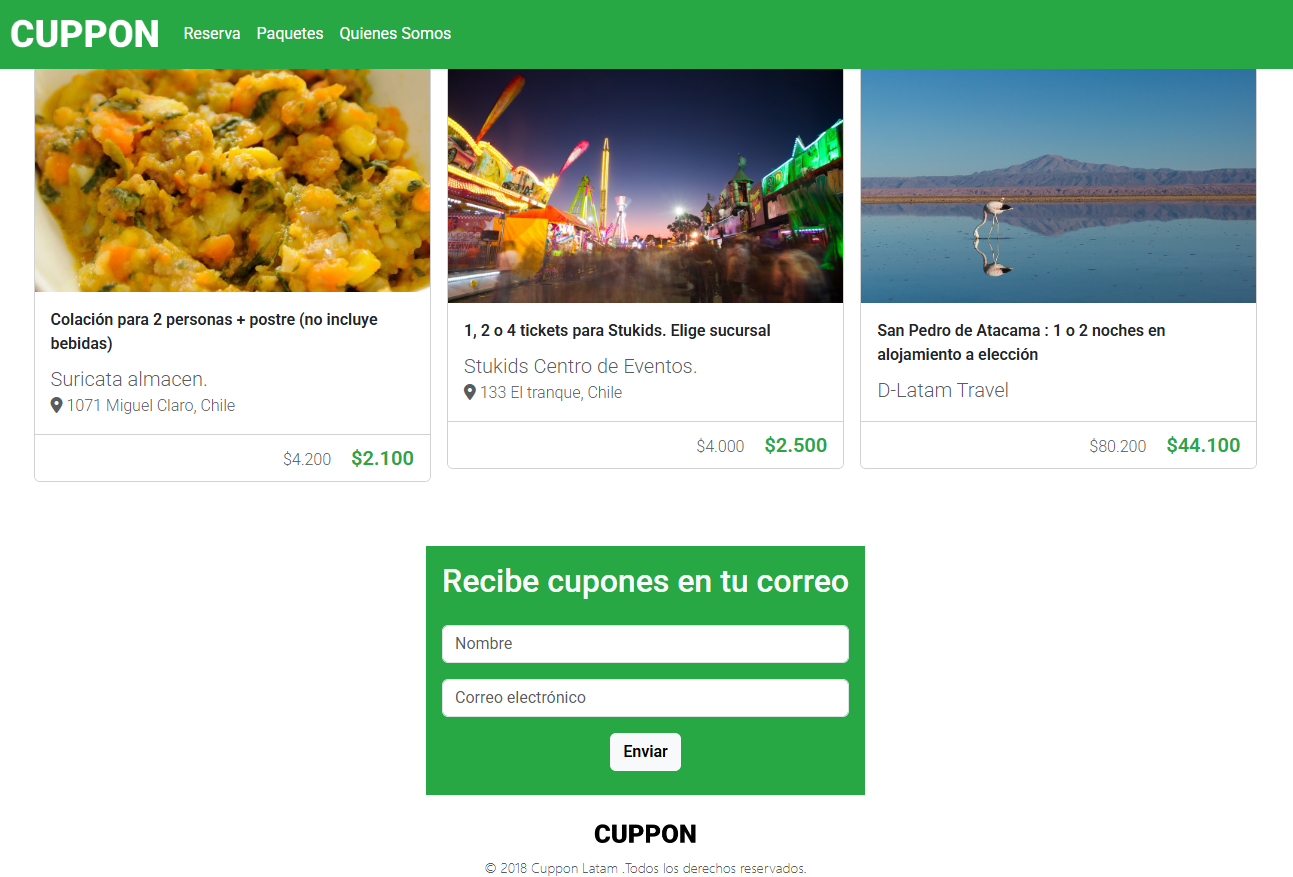 CUPPON
Reserva Paquetes Quienes Somos
Colación para 2 personas + postre (no incluye
bebidas)
Suricata almacen.
1071 Miguel Claro, Chile
$4.200 $2.100
1, 2 o 4 tickets para Stukids. Elige sucursal
Stukids Centro de Eventos.
133 El tranque, Chile
$4.000 $2.500
San Pedro de Atacama : 1 o 2 noches en
alojamiento a elección
D-Latam Travel
$80.200 $44.100
Recibe cupones en tu correo
Nombre
Correo electrónico
Enviar
CUPPON
© 2018 Cuppon Latam .Todos los derechos reservados.